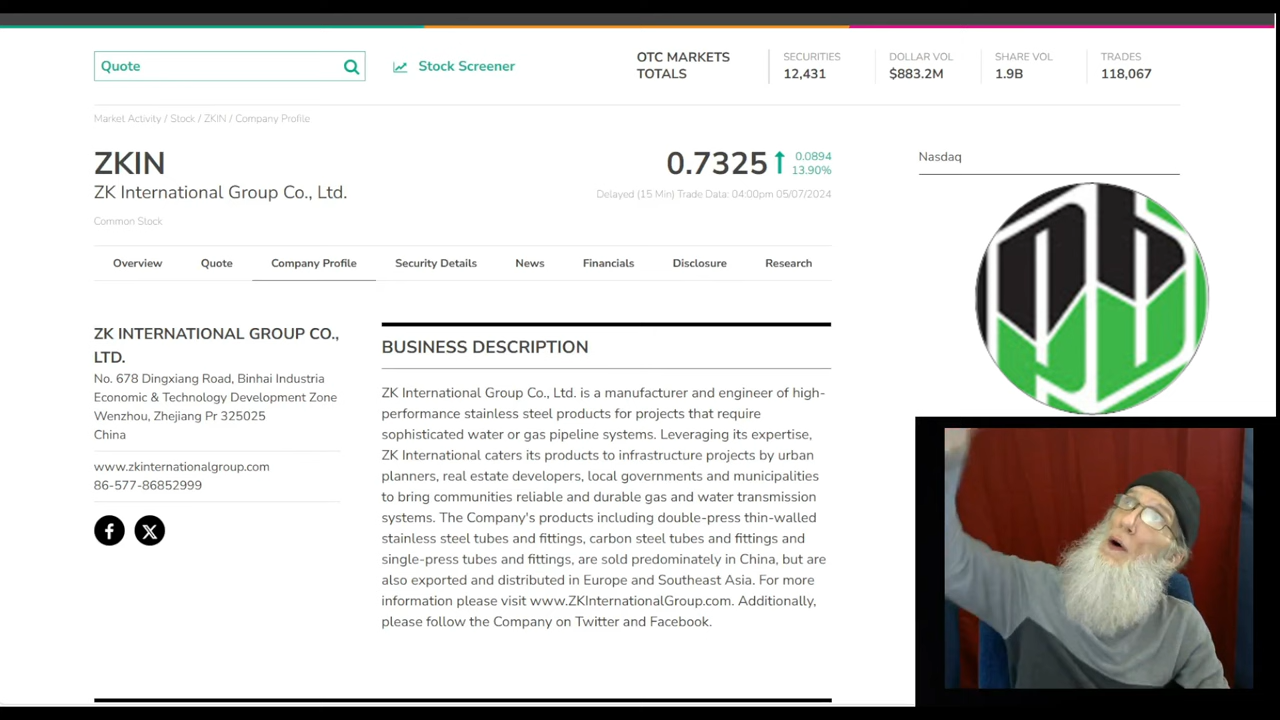 Quote
Stock Screener
OTC MARKETS
TOTALS
SECURITIES
12,431
DOLLAR VOL
$883.2M
SHARE VOL
1.9B
TRADES
118,067
Market Activity / Stock / ZKIN / Company Profile
ZKIN
ZK International Group Co., Ltd.
Common Stock
0.7325
0.0894
13.90%
Delayed (15 Min) Trade Data: 04:00pm 05/07/2024
Nasdaq
Overview Quote Company Profile Security Details News Financials Disclosure Research
ZK INTERNATIONAL GROUP CO.,
LTD.
No. 678 Dingxiang Road, Binhai Industria
Economic & Technology Development Zone
Wenzhou, Zhejiang Pr 325025
China
www.zkinternationalgroup.com
86-577-86852999
BUSINESS DESCRIPTION
ZK International Group Co., Ltd. is a manufacturer and engineer of high-
performance stainless steel products for projects that require
sophisticated water or gas pipeline systems. Leveraging its expertise,
ZK International caters its products to infrastructure projects by urban
planners, real estate developers, local governments and municipalities
to bring communities reliable and durable gas and water transmission
systems. The Company's products including double-press thin-walled
stainless steel tubes and fittings, carbon steel tubes and fittings and
single-press tubes and fittings, are sold predominately in China, but are
also exported and distributed in Europe and Southeast Asia. For more
information please visit www.ZKInternationalGroup.com. Additionally,
please follow the Company on Twitter and Facebook.